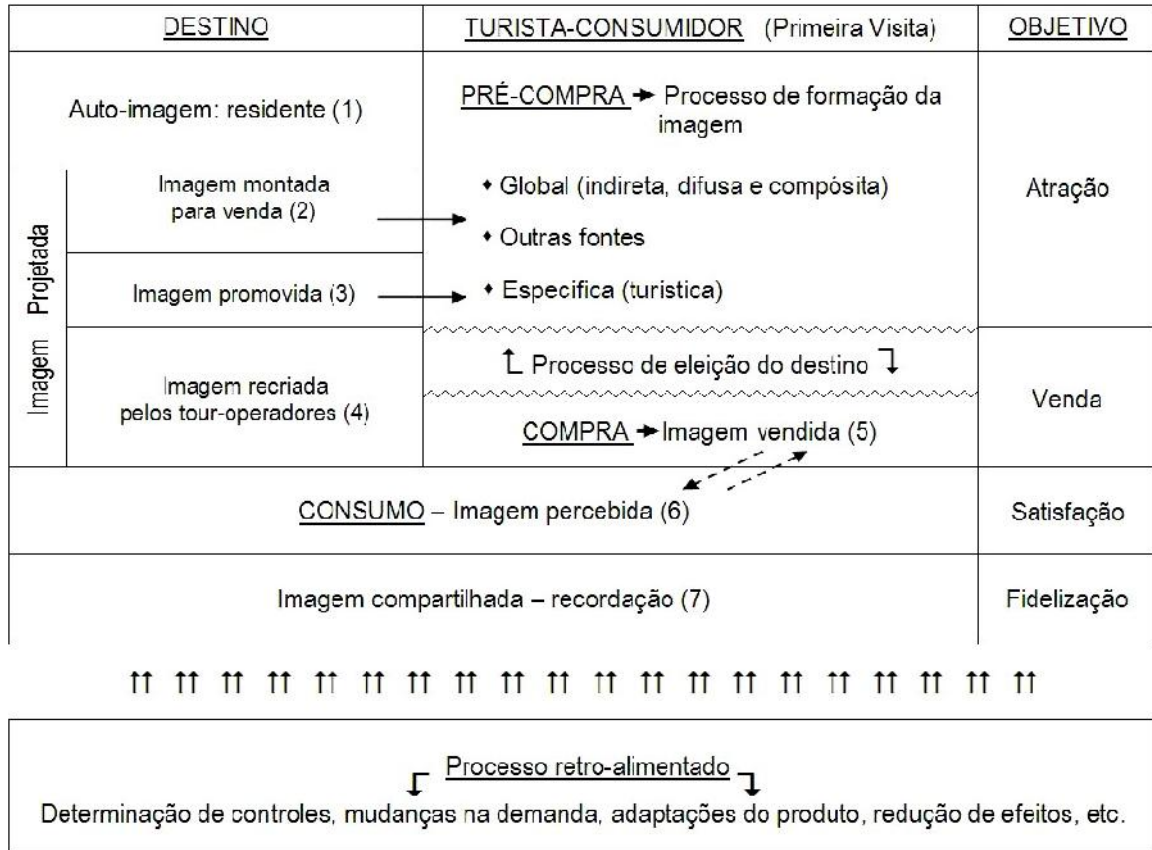 DESTINO
TURISTA-CONSUMIDOR (Primeira Visita)
OBJETIVO
Auto-imagem: residente (1)
PRÉ-COMPRA → Processo de formação da
imagem
Imagem Projetada
Imagem montada
para venda (2)
♦ Global (indireta, difusa e compósita)
♦ Outras fontes
Atração
Imagem promovida (3)
♦ Especifica (turistica)
Processo de eleição do destino
Imagem recriada
pelos tour-operadores (4)
Venda
COMPRA → Imagem vendida (5)
CONSUMO – Imagem percebida (6)
Satisfação
Imagem compartilhada – recordação (7)
Fidelização
Processo retro-alimentado
Determinação de controles, mudanças na demanda, adaptações do produto, redução de efeitos, etc.